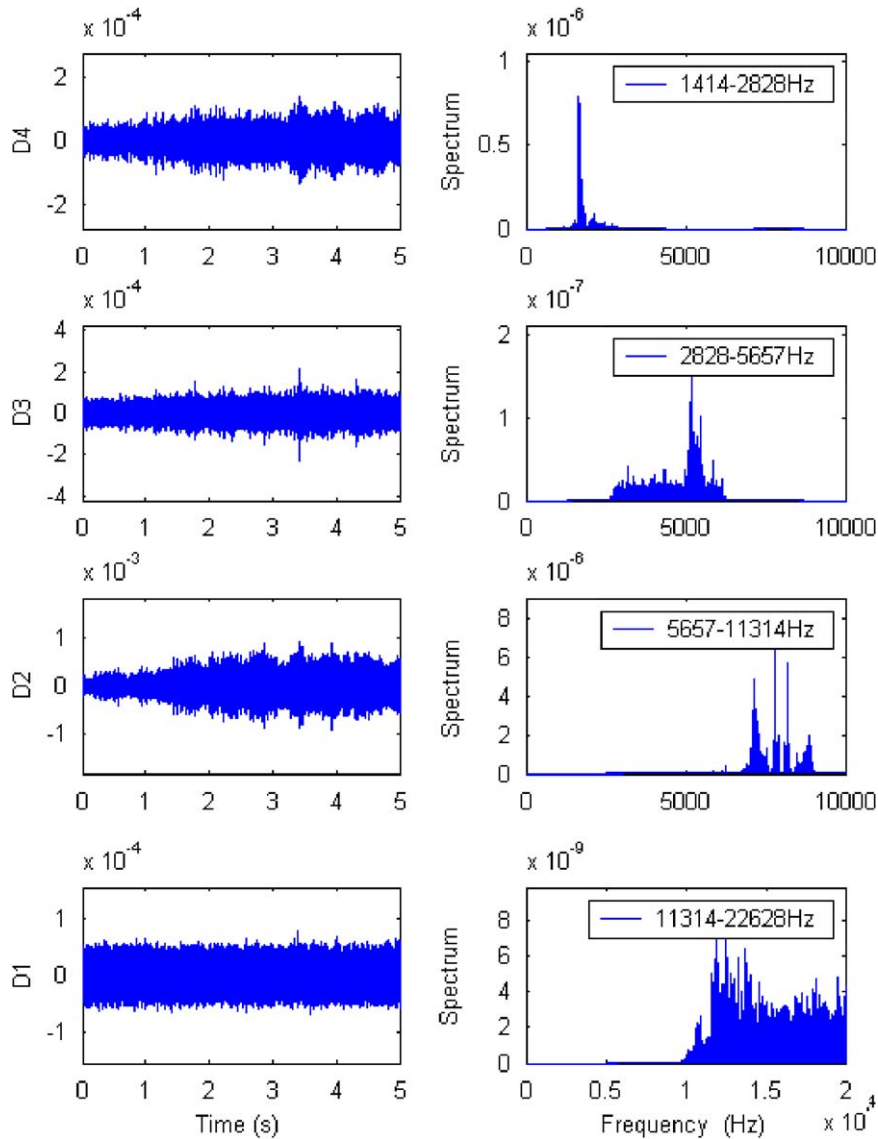 x 10-4
2
0
-2
D4
0 1 2 3 4 5
x 10-6
1
0.5
0
Spectrum
1414-2828Hz
0 5000 10000
x 10-4
4
2
0
-2
-4
D3
0 1 2 3 4 5
x 10-7
2
1
0
Spectrum
2828-5657Hz
0 5000 10000
x 10-3
1
0
-1
D2
0 1 2 3 4 5
x 10-6
8
6
4
2
0
Spectrum
5657-11314Hz
0 5000 10000
x 10-4
1
0
-1
D1
0 1 2 3 4 5
Time (s)
x 10-9
8
6
4
2
0
Spectrum
11314-22628Hz
0 0.5 1 1.5 2
Frequency (Hz) x 104